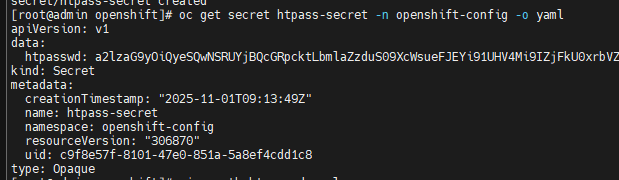 secret/htpass-secret created
[root@admin openshift]# oc get secret htpass-secret -n openshift-config -o yaml
apiVersion: v1
data:
  htpasswd: a2lzaG9yOiQyeSQwNSRUYjBQcGRpcktLbmlaZzduS09XcWsueFJEYi91UHV4Mi9IZjFkU0xrbVZ
kind: Secret
metadata:
  creationTimestamp: "2025-11-01T09:13:49Z"
  name: htpass-secret
  namespace: openshift-config
  resourceVersion: "306870"
  uid: c9f8e57f-8101-47e0-851a-5a8ef4cdd1c8
type: Opaque